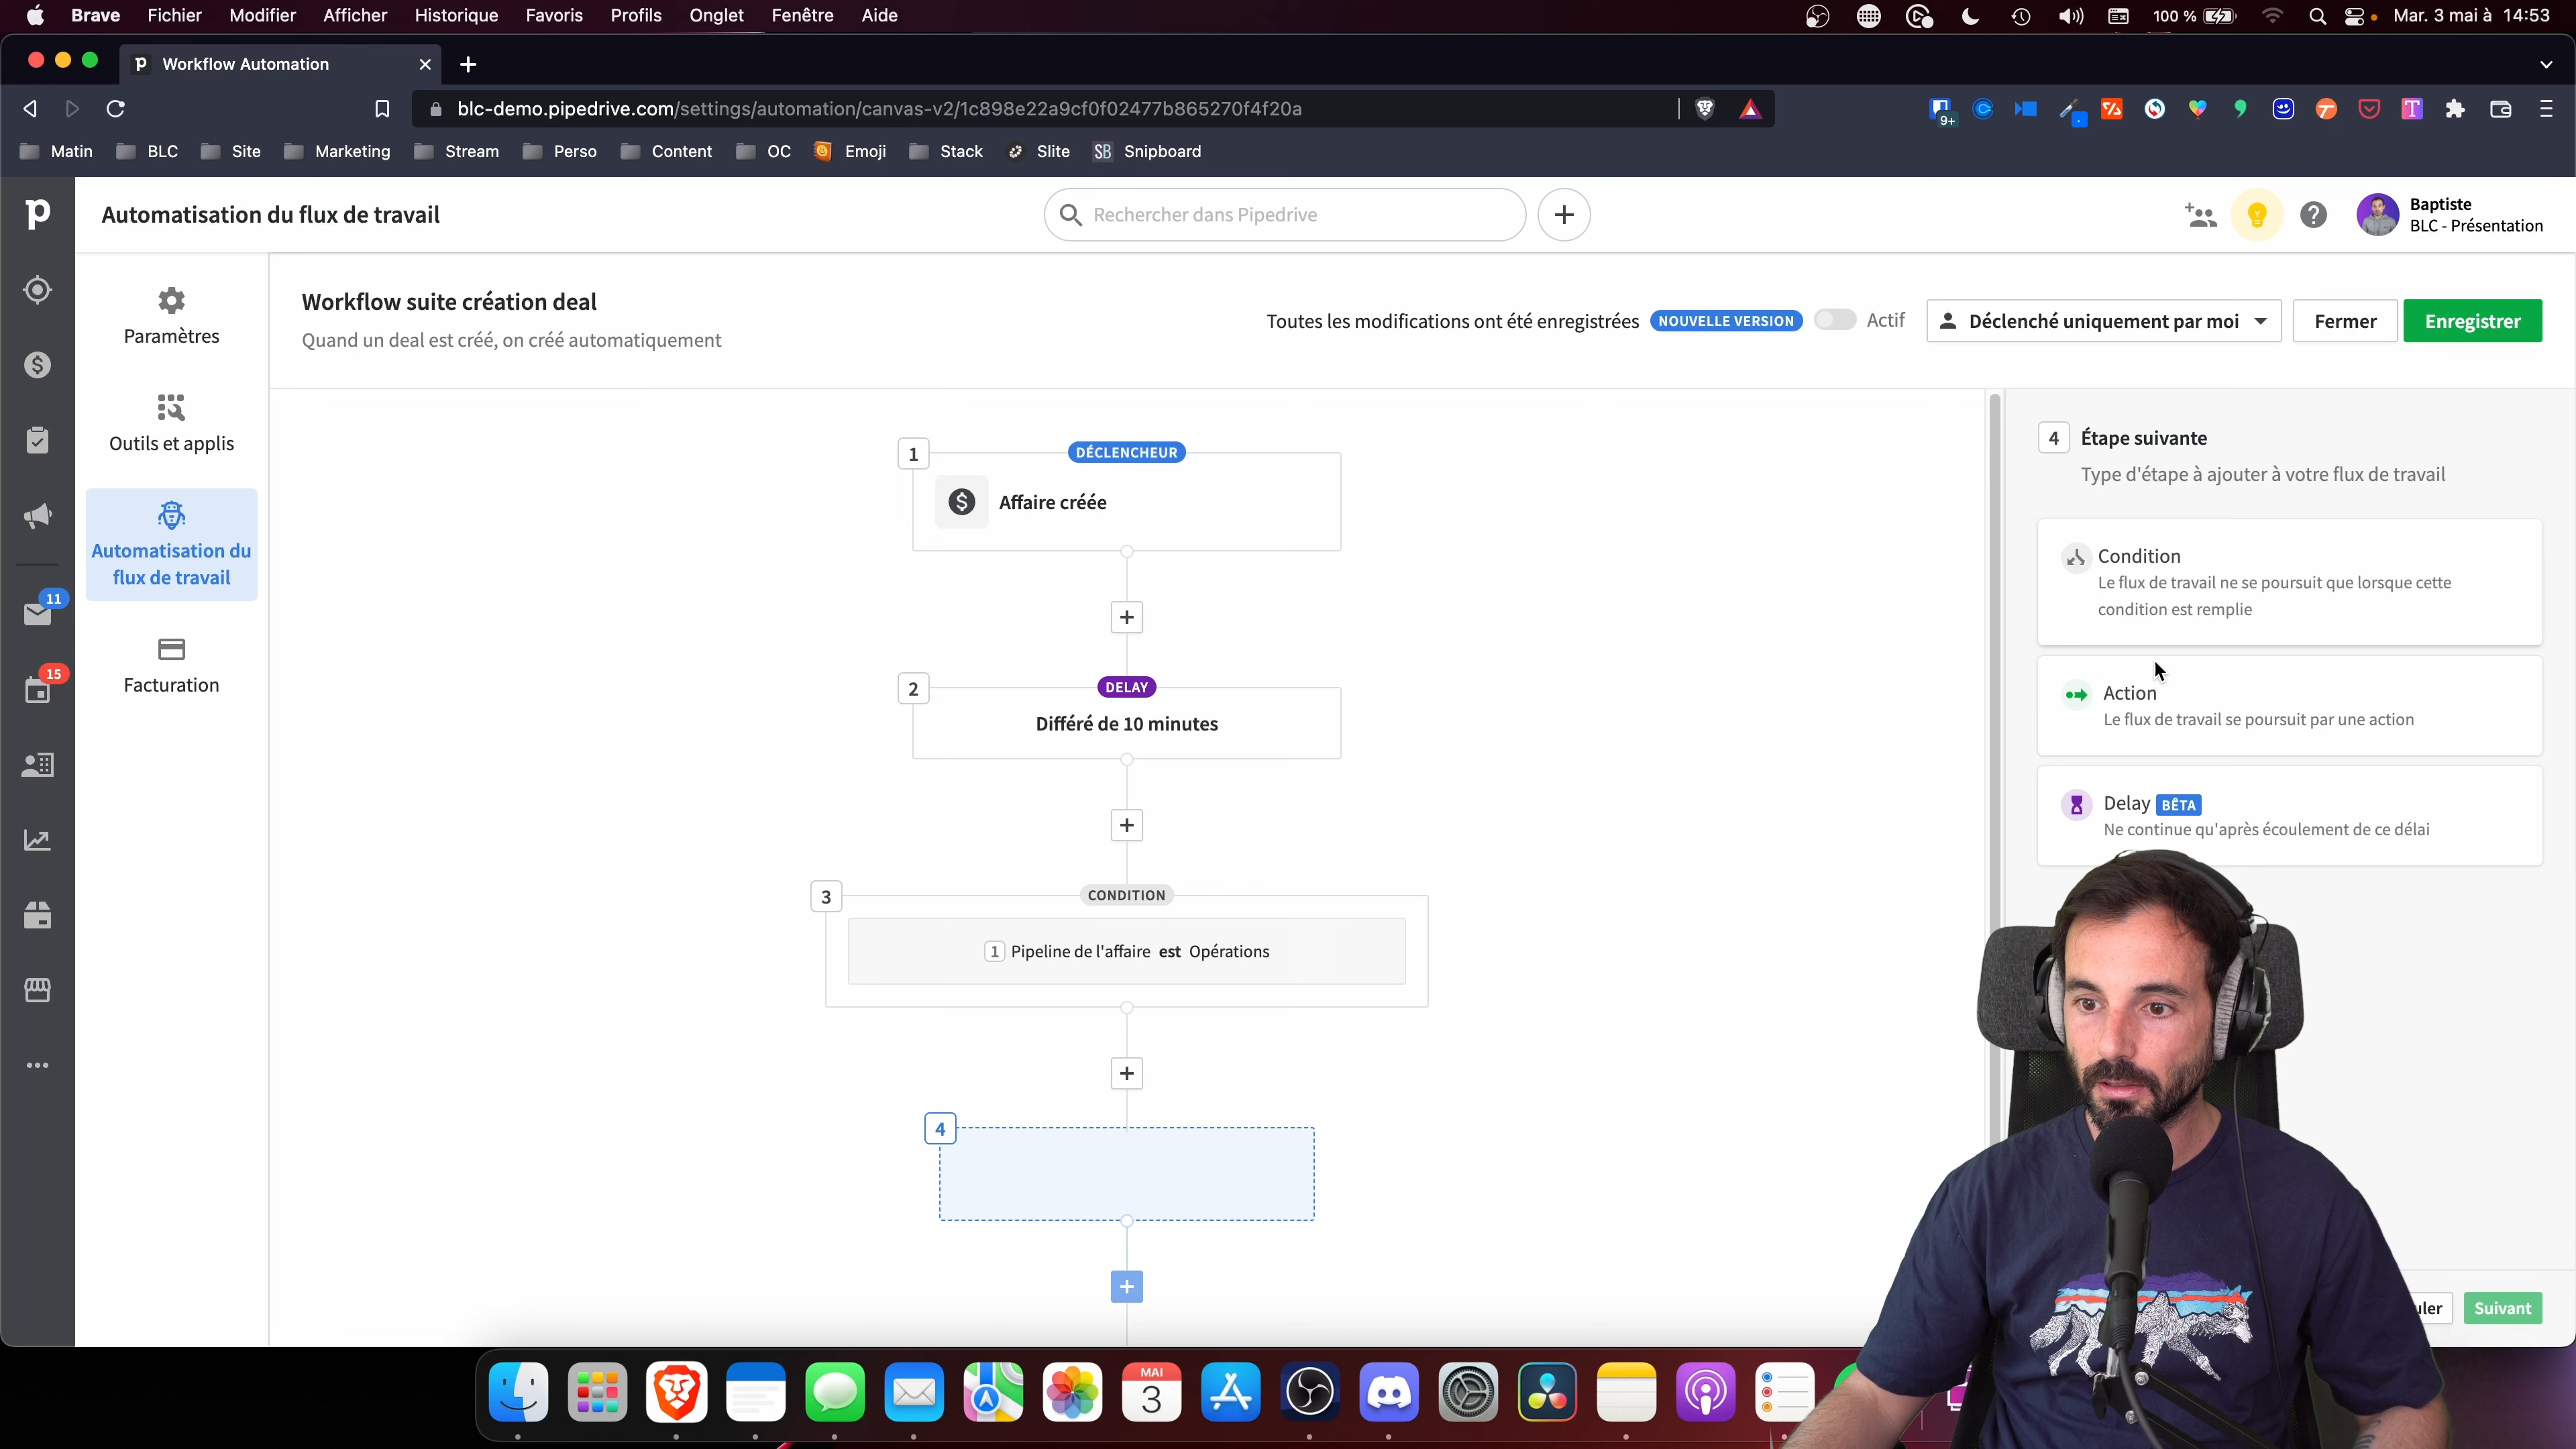 Brave Fichier Modifier Afficher Historique Favoris Profils Onglet Fenêtre Aide
100 % Mar. 3 mai à 14:53
Workflow Automation
blc-demo.pipedrive.com/settings/automation/canvas-v2/1c898e22a9cf0f02477b865270f4f20a
9+
Matin BLC Site Marketing Stream Perso Content OC Emoji Stack Slite SB Snipboard
Automatisation du flux de travail
Rechercher dans Pipedrive
Baptiste
BLC - Présentation
Paramètres
Outils et applis
Automatisation du
flux de travail
Facturation
11
15
Workflow suite création deal
Quand un deal est créé, on créé automatiquement
Toutes les modifications ont été enregistrées NOUVELLE VERSION Actif Déclenché uniquement par moi Fermer Enregistrer
1 DÉCLENCHEUR
Affaire créée
2 DELAY
Différé de 10 minutes
3 CONDITION
1 Pipeline de l'affaire est Opérations
4
4 Étape suivante
Type d'étape à ajouter à votre flux de travail
Condition
Le flux de travail ne se poursuit que lorsque cette
condition est remplie
Action
Le flux de travail se poursuit par une action
Delay BÊTA
Ne continue qu'après écoulement de ce délai
Suivant
MAI
3